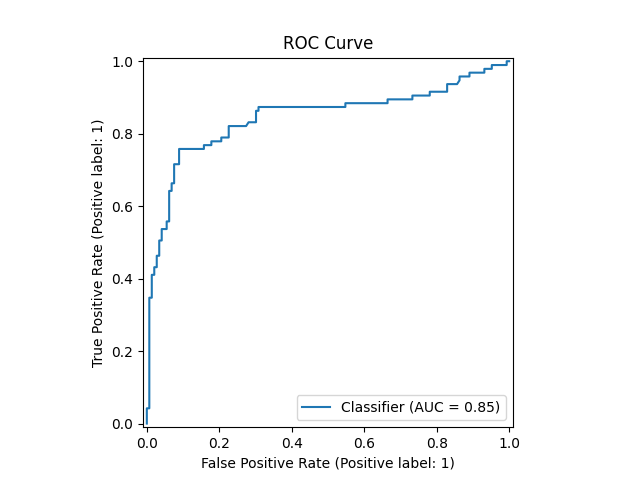 ROC Curve
1.0
0.8
0.6
0.4
0.2
0.0
True Positive Rate (Positive label: 1)
Classifier (AUC = 0.85)
0.0 0.2 0.4 0.6 0.8 1.0
False Positive Rate (Positive label: 1)